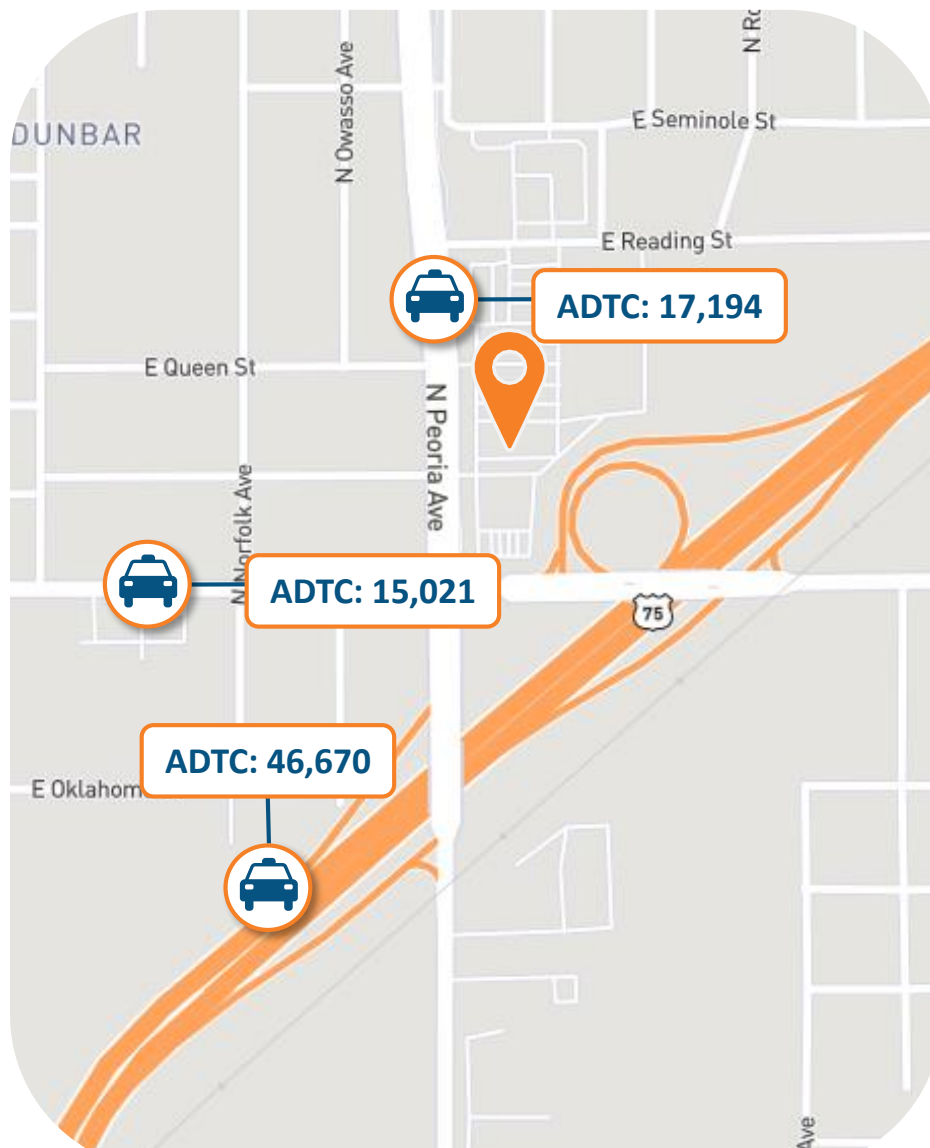 N Ro
N Owasso Ave
E Seminole St
DUNBAR
E Reading St
ADTC: 17,194
E Queen St
N Peoria Ave
N Norfolk Ave
ADTC: 15,021
75
ADTC: 46,670
E Oklahom
Ave